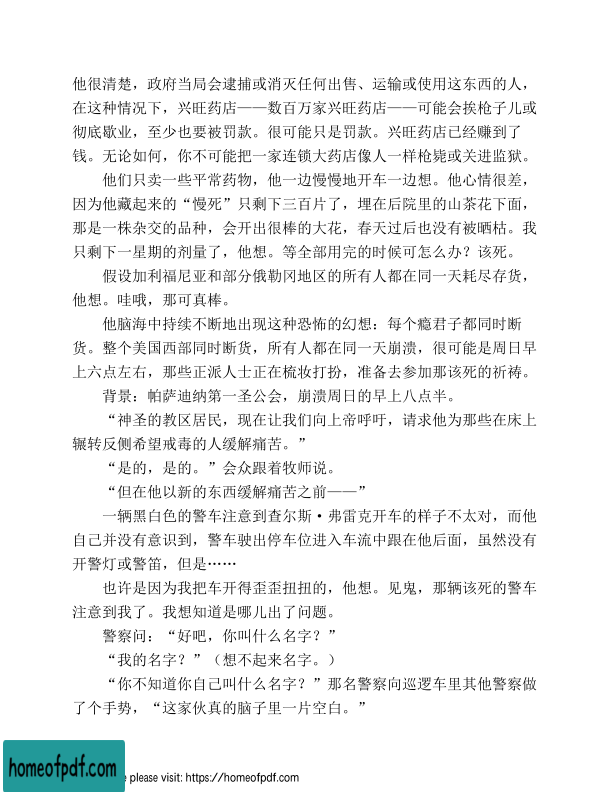 他很清楚，政府当局会逮捕或消灭任何出售、运输或使用这东西的人，
在这种情况下，兴旺药店——数百万家兴旺药店——可能会挨枪子儿或
彻底歇业，至少也要被罚款。很可能只是罚款。兴旺药店已经赚到了
钱。无论如何，你不可能把一家连锁大药店像人一样枪毙或关进监狱。
他们只卖一些平常药物，他一边慢慢地开车一边想。他心情很差，
因为他藏起来的“慢死”只剩下三百片了，埋在后院里的山茶花下面，
那是一株杂交的品种，会开出很棒的大花，春天过后也没有被晒枯。我
只剩下一星期的剂量了，他想。等全部用完的时候可怎么办？该死。
假设加利福尼亚和部分俄勒冈地区的所有人都在同一天耗尽存货，
他想。哇哦，那可真棒。
他脑海中持续不断地出现这种恐怖的幻想：每个瘾君子都同时断
货。整个美国西部同时断货，所有人都在同一天崩溃，很可能是周日早
上六点左右，那些正派人士正在梳妆打扮，准备去参加那该死的祈祷。
背景：帕萨迪纳第一圣公会，崩溃周日的早上八点半。
“神圣的教区居民，现在让我们向上帝呼吁，请求他为那些在床上
辗转反侧希望戒毒的人缓解痛苦。”
“是的，是的。”会众跟着牧师说。
“但在他以新的东西缓解痛苦之前——”
一辆黑白色的警车注意到查尔斯·弗雷克开车的样子不太对，而他
自己并没有意识到，警车驶出停车位进入车流中跟在他后面，虽然没有
开警灯或警笛，但是……
也许是因为我把车开得歪歪扭扭的，他想。见鬼，那辆该死的警车
注意到我了。我想知道是哪儿出了问题。
警察问：“好吧，你叫什么名字？”
“我的名字？”（想不起来名字。）
“你不知道你自己叫什么名字？”那名警察向巡逻车里其他警察做
了个手势，“这家伙真的脑子里一片空白。”
homeofpdf.com
e please visit: https://homeofpdf.com